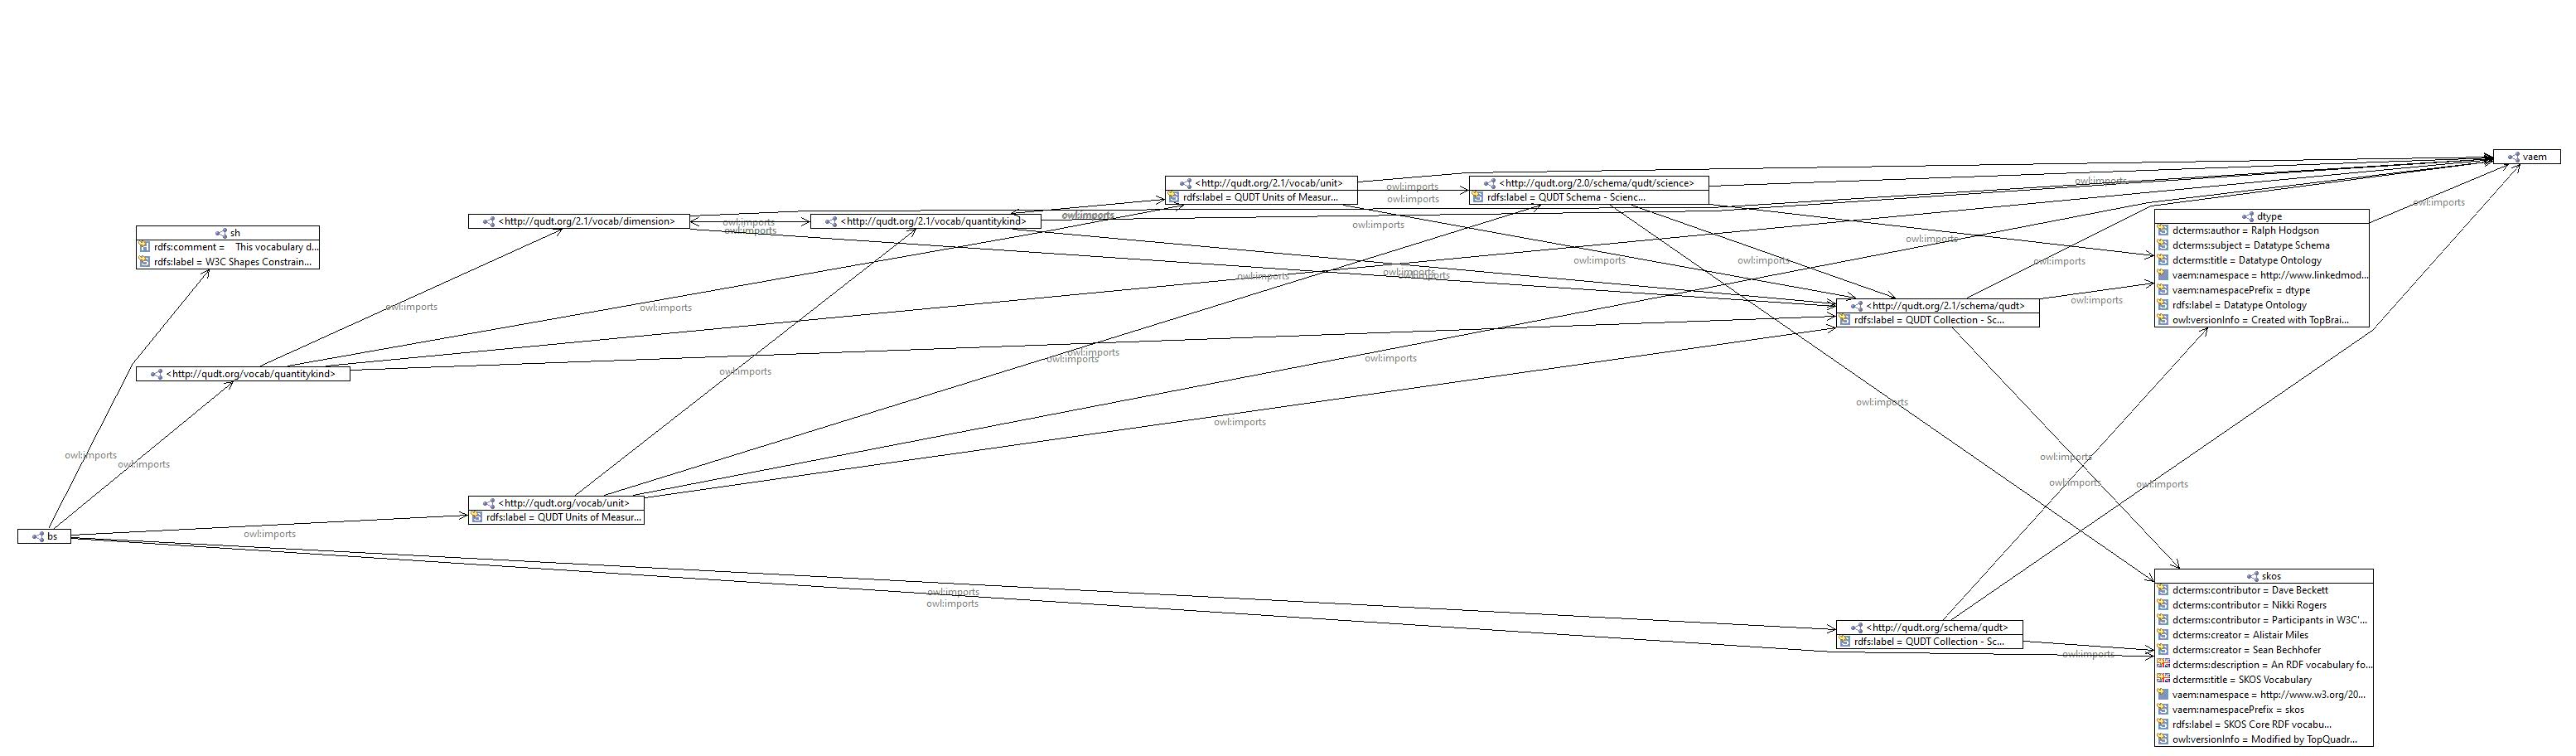 vaem
<http://qudt.org/2.1/vocab/unit>
rdfs:label = QUDT Units of Measur...
owl:imports
owl:imports
<http://qudt.org/2.0/schema/qudt/science>
rdfs:label = QUDT Schema - Scienc...
owl:imports
owl:imports
<http://qudt.org/2.1/vocab/dimension>
owl:imports
owl:imports
<http://qudt.org/2.1/vocab/quantitykind>
owl:imports
owl:imports
owl:imports
dtype
dcterms:author = Ralph Hodgson
dcterms:subject = Datatype Schema
dcterms:title = Datatype Ontology
vaem:namespace = http://www.linkedmod...
vaem:namespacePrefix = dtype
rdfs:label = Datatype Ontology
owl:versionInfo = Created with TopBrai...
sh
rdfs:comment =    This vocabulary d...
rdfs:label = W3C Shapes Constrain...
owl:imports
owl:imports
owl:imports
owl:imports
owl:imports
owl:imports
owl:imports
<http://qudt.org/2.1/schema/qudt>
rdfs:label = QUDT Collection - Sc...
owl:imports
owl:imports
owl:imports
owl:imports
owl:imports
owl:imports
<http://qudt.org/vocab/quantitykind>
owl:imports
owl:imports
owl:imports
owl:imports
owl:imports
owl:imports
owl:imports
owl:imports
<http://qudt.org/vocab/unit>
rdfs:label = QUDT Units of Measur...
bs
owl:imports
owl:imports
owl:imports
<http://qudt.org/schema/qudt>
rdfs:label = QUDT Collection - Sc...
owl:imports
skos
dcterms:contributor = Dave Beckett
dcterms:contributor = Nikki Rogers
dcterms:contributor = Participants in W3C'...
dcterms:creator = Alistair Miles
dcterms:creator = Sean Bechhofer
dcterms:description = An RDF vocabulary fo...
dcterms:title = SKOS Vocabulary
vaem:namespace = http://www.w3.org/20...
vaem:namespacePrefix = skos
rdfs:label = SKOS Core RDF vocabu...
owl:versionInfo = Modified by TopQuadr...